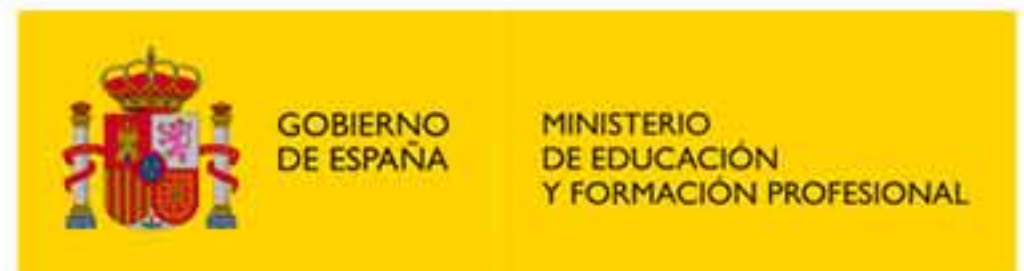 GOBIERNO
DE ESPAÑA
MINISTERIO
DE EDUCACIÓN
Y FORMACIÓN PROFESIONAL